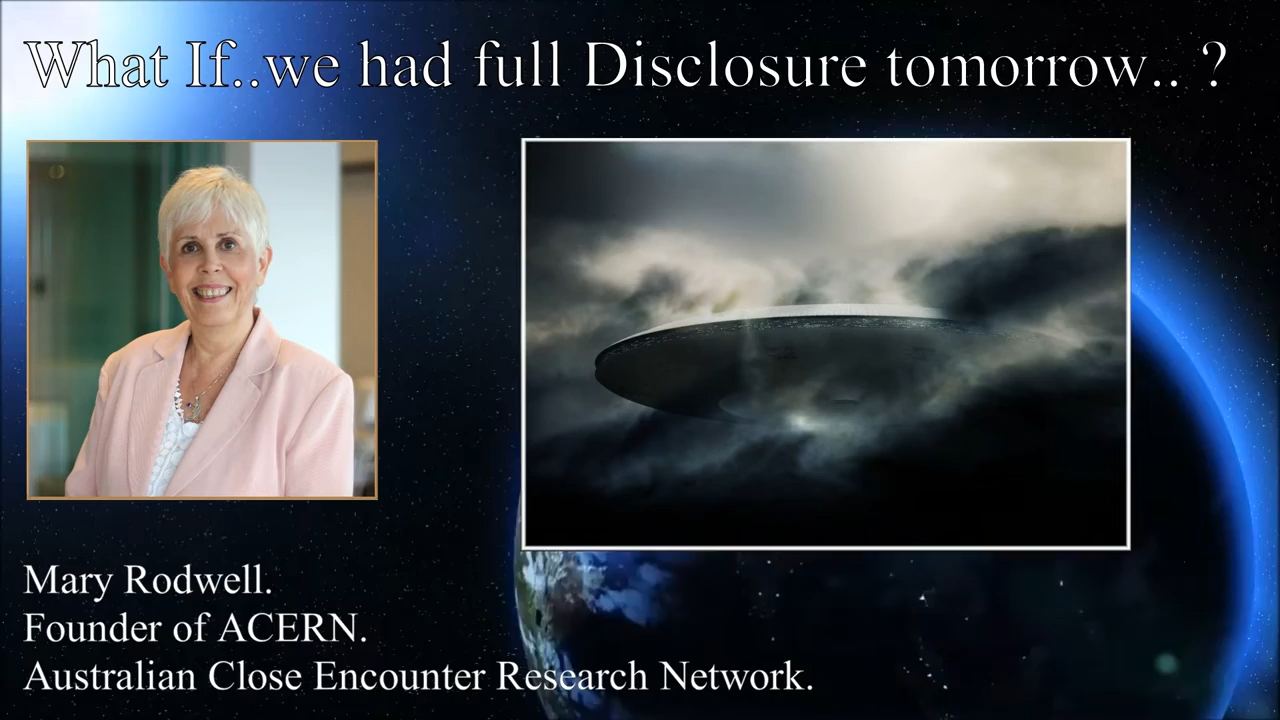 What If..we had full Disclosure tomorrow.. ?
Mary Rodwell.
Founder of ACERN.
Australian Close Encounter Research Network.